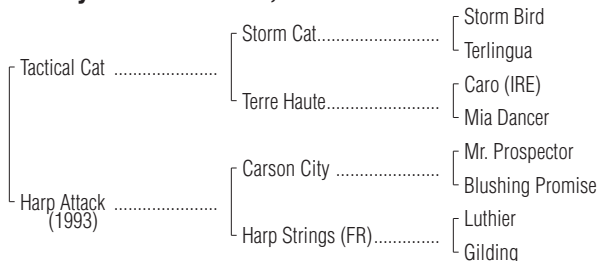 Storm Bird
Storm Cat..............................
Terlingua
Tactical Cat ......................
Caro (IRE)
Terre Haute...........................
Mia Dancer
Mr. Prospector
Carson City ........................
Blushing Promise
Harp Attack ......................
(1993)
Luthier
Harp Strings (FR)...............
Gilding